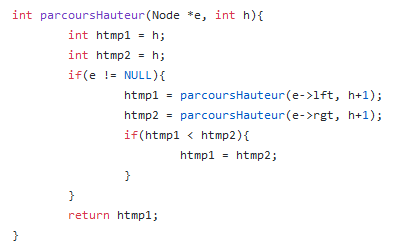 int parcoursHauteur(Node *e, int h){
        int htmp1 = h;
        int htmp2 = h;
        if(e != NULL){
                htmp1 = parcoursHauteur(e->lft, h+1);
                htmp2 = parcoursHauteur(e->rgt, h+1);
                if(htmp1 < htmp2){
                        htmp1 = htmp2;
                }
        }
        return htmp1;
}